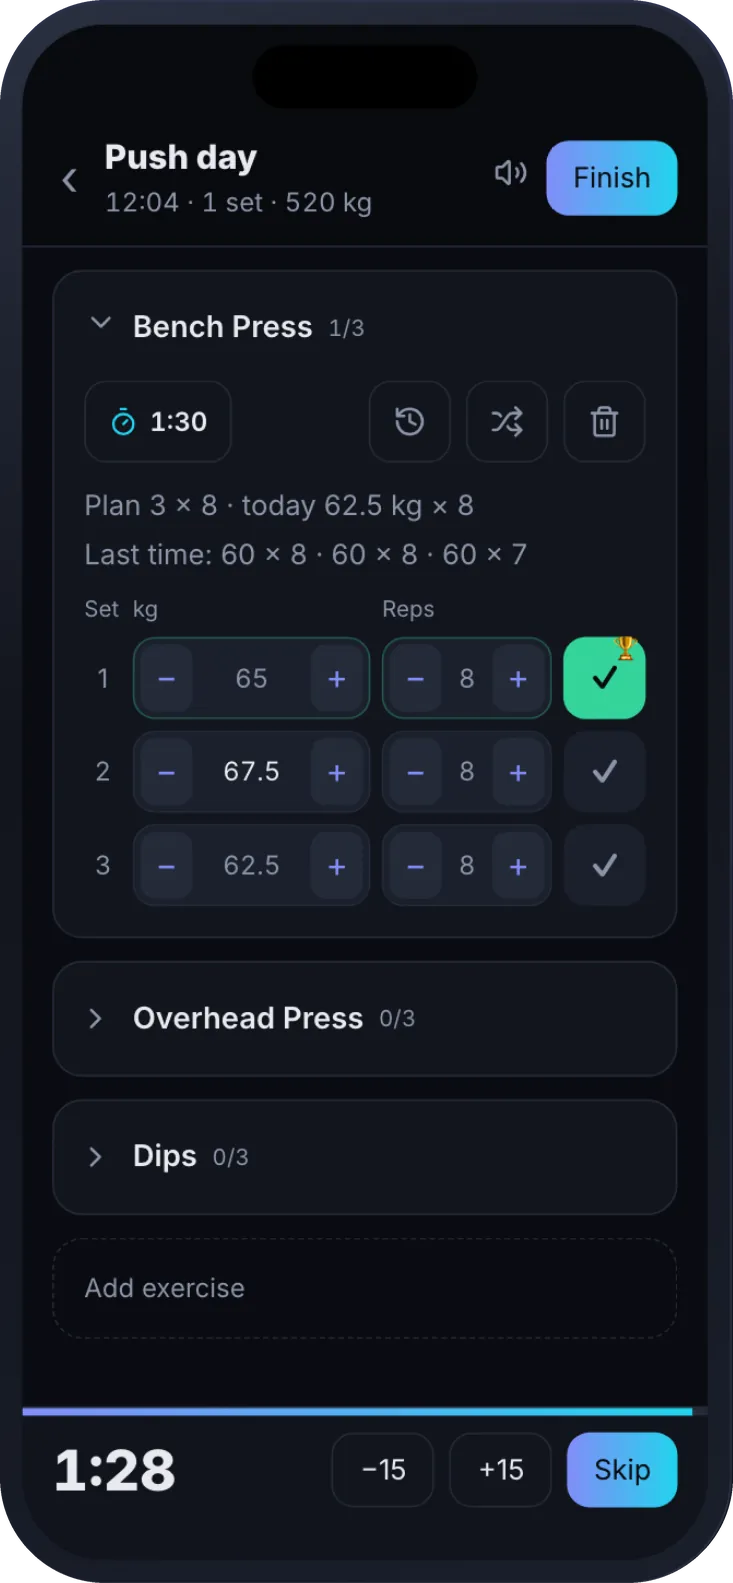 Push day
12:04 · 1 set · 520 kg
Finish
Bench Press 1/3
1:30
Plan 3 × 8 · today 62.5 kg × 8
Last time: 60 × 8 · 60 × 8 · 60 × 7
Set kg Reps
1 − 65 + − 8 +
2 − 67.5 + − 8 +
3 − 62.5 + − 8 +
Overhead Press 0/3
Dips 0/3
Add exercise
1:28 −15 +15 Skip